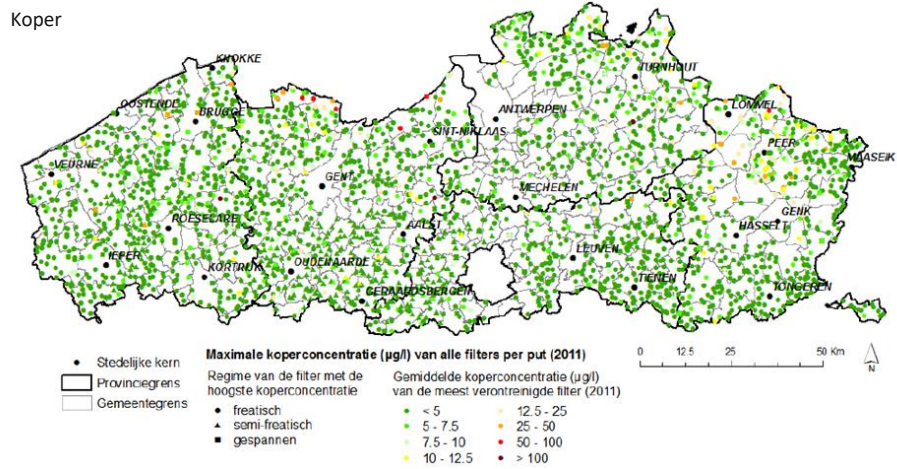 Koper
KNOKKE
OOSTENDE
BRUGGE
TURNHOUT
ANTWERPEN
LOMMEL
SINT-NIKLAAS
PEER
MAASEIK
VEURNE
GENT
MECHELEN
GENK
ROESELARE
AALST
HASSELT
IEPER
LEUVEN
KORTRIJK
OUDENAARDE
TIENEN
GERAARDSBERGEN
TONGEREN
Stedelijke kern
Provinciegrens
Gemeentegrens
Maximale koperconcentratie (µg/l) van alle filters per put (2011)
Regime van de filter met de
hoogste koperconcentratie
freatisch
semi-freatisch
gespannen
Gemiddelde koperconcentratie (µg/l)
van de meest verontreinigde filter (2011)
< 5
5 - 7.5
7.5 - 10
10 - 12.5
12.5 - 25
25 - 50
50 - 100
> 100
0 12.5 25 50 Km
N